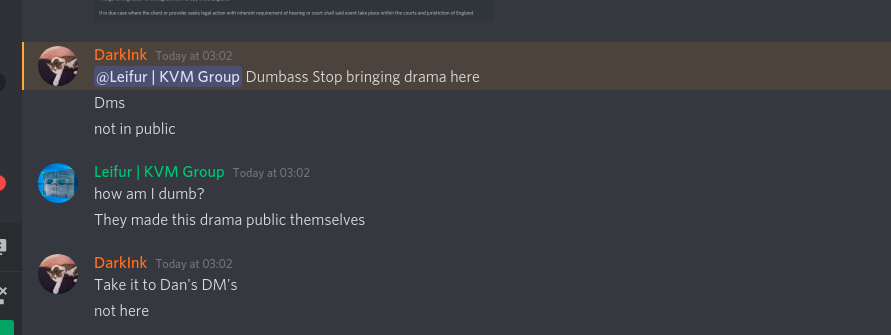 If in due case where the client or provider seeks legal action with inherent requirement of hearing or court shall said event take place within the courts and juristiction of England.
DarkInk Today at 03:02
@Leifur | KVM Group Dumbass Stop bringing drama here
Dms
not in public
Leifur | KVM Group Today at 03:02
how am I dumb?
They made this drama public themselves
DarkInk Today at 03:02
Take it to Dan's DM's
not here